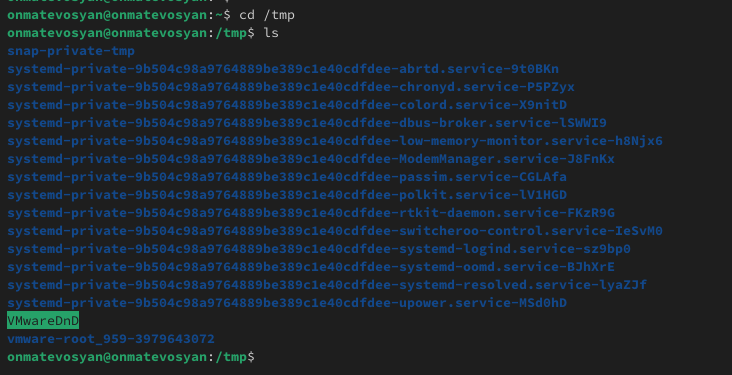 onmatevosyan@onmatevosyan:~$ cd /tmp
onmatevosyan@onmatevosyan:/tmp$ ls
snap-private-tmp
systemd-private-9b504c98a9764889be389c1e40cdfdee-abrtd.service-9t0BKn
systemd-private-9b504c98a9764889be389c1e40cdfdee-chronyd.service-P5PZyx
systemd-private-9b504c98a9764889be389c1e40cdfdee-colord.service-X9nitD
systemd-private-9b504c98a9764889be389c1e40cdfdee-dbus-broker.service-lSWWI9
systemd-private-9b504c98a9764889be389c1e40cdfdee-low-memory-monitor.service-h8Njx6
systemd-private-9b504c98a9764889be389c1e40cdfdee-ModemManager.service-J8FnKx
systemd-private-9b504c98a9764889be389c1e40cdfdee-passim.service-CGLAfa
systemd-private-9b504c98a9764889be389c1e40cdfdee-polkit.service-lV1HGD
systemd-private-9b504c98a9764889be389c1e40cdfdee-rtkit-daemon.service-FKzR9G
systemd-private-9b504c98a9764889be389c1e40cdfdee-switcheroo-control.service-IeSvM0
systemd-private-9b504c98a9764889be389c1e40cdfdee-systemd-logind.service-sz9bp0
systemd-private-9b504c98a9764889be389c1e40cdfdee-systemd-oomd.service-BJhXrE
systemd-private-9b504c98a9764889be389c1e40cdfdee-systemd-resolved.service-lyaZJf
systemd-private-9b504c98a9764889be389c1e40cdfdee-upower.service-MSd0hD
VMwareDnD
vmware-root_959-3979643072
onmatevosyan@onmatevosyan:/tmp$